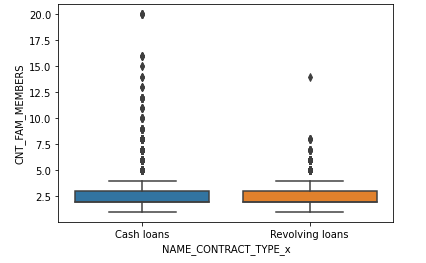 20.0
17.5
15.0
12.5
10.0
7.5
5.0
2.5
CNT_FAM_MEMBERS
Cash loans
Revolving loans
NAME_CONTRACT_TYPE_x